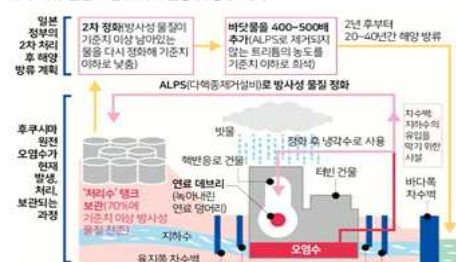 일본
정부의
2차 처리
후 해양
방류 계획
2차 정화(방사성 물질이
기준치 이상 남아있는
물을 다시 정화해 기준치
이하로 낮춤)
바닷물을 400~500배
추가(ALPS로 제거되지
않는 트리튬의 농도를
기준치 이하로 희석)
2년 후부터
20~40년간 해양 방류
ALPS(다핵종제거설비)로 방사성 물질 정화
후쿠시마
원전
오염수가
현재
발생,
처리,
보관되는
과정
'처리수' 탱크
보관(70%에
기준치 이상 방사성
물질 잔존)
빗물
정화 후 냉각수로 사용
핵반응로 건물
연료 데브리
(녹아내린
연료 덩어리)
터빈 건물
차수벽:
지하수의
유입을
막기 위한
시설
바다쪽
차수벽
지하수
육지쪽 차수벽
오염수